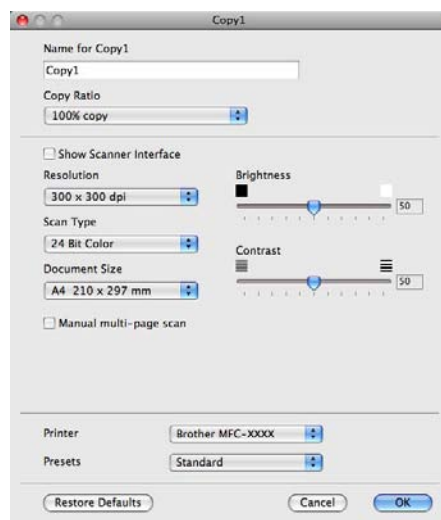 Copy1
Name for Copy1
Copy1
Copy Ratio
100% copy
Show Scanner Interface
Resolution
300 x 300 dpi
Scan Type
24 Bit Color
Document Size
A4 210 x 297 mm
Manual multi-page scan
Brightness
50
Contrast
50
Printer
Brother MFC-XXXX
Presets
Standard
Restore Defaults
Cancel
OK